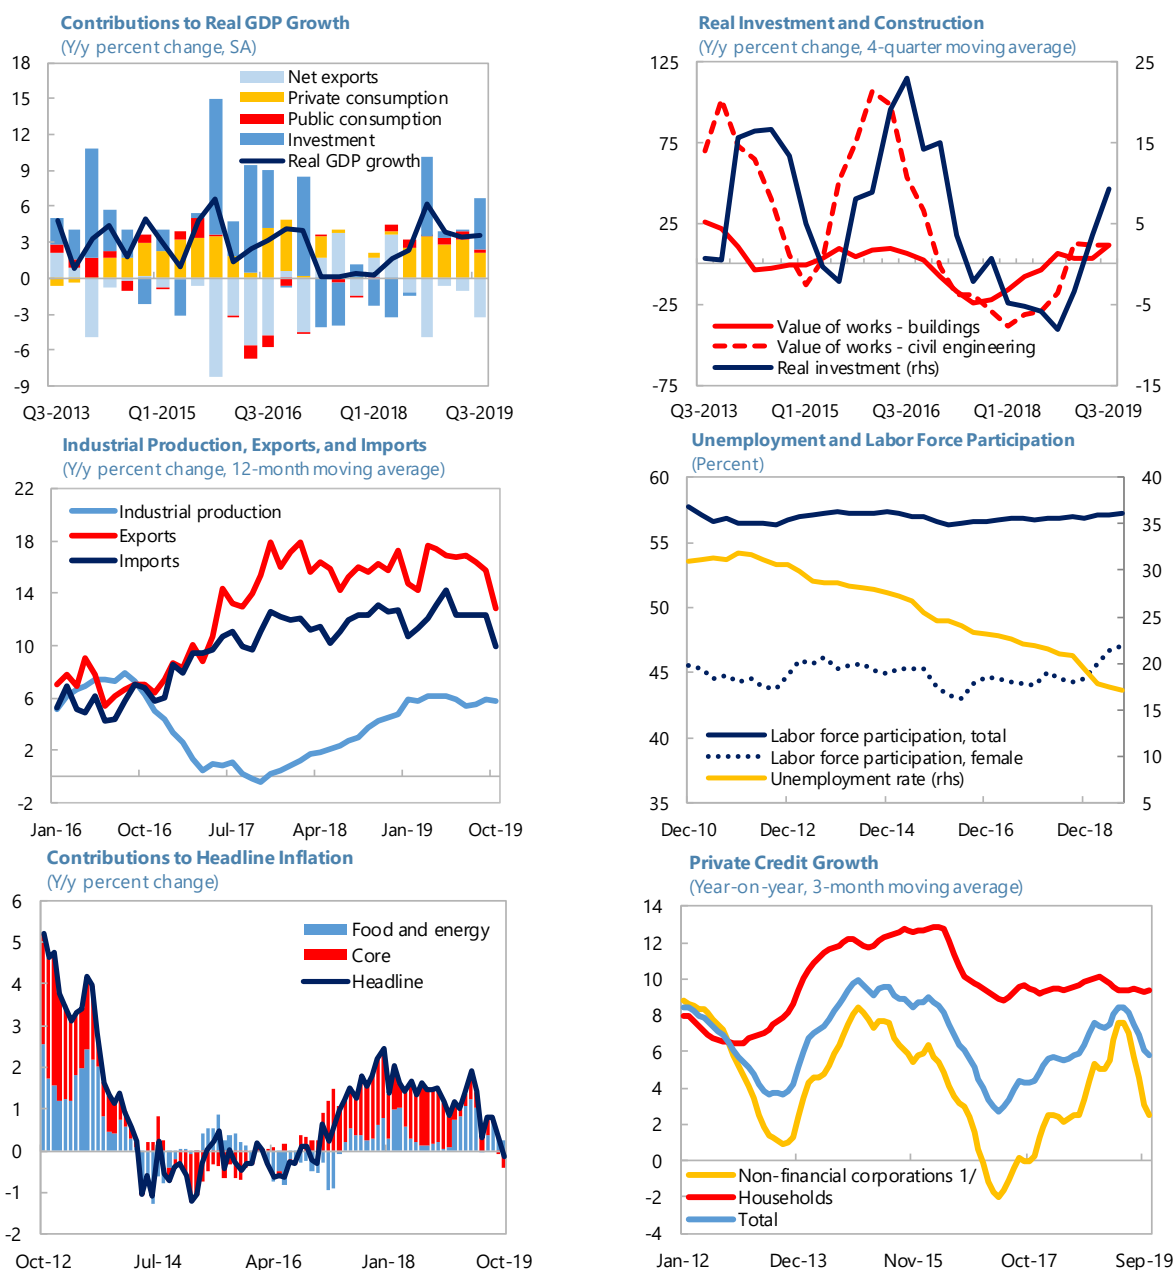 Contributions to Real GDP Growth
(Y/y percent change, SA)
18
15
12
9
6
3
0
-3
-6
-9
Net exports
Private consumption
Public consumption
Investment
Real GDP growth
Q3-2013 Q1-2015 Q3-2016 Q1-2018 Q3-2019
Real Investment and Construction
(Y/y percent change, 4-quarter moving average)
125
75
25
-25
-75
25
15
5
-5
-15
Value of works - buildings
Value of works - civil engineering
Real investment (rhs)
Q3-2013 Q1-2015 Q3-2016 Q1-2018 Q3-2019
Industrial Production, Exports, and Imports
(Y/y percent change, 12-month moving average)
22
18
14
10
6
2
-2
Industrial production
Exports
Imports
Jan-16 Oct-16 Jul-17 Apr-18 Jan-19 Oct-19
Unemployment and Labor Force Participation
(Percent)
60
55
50
45
40
35
40
35
30
25
20
15
10
5
Labor force participation, total
Labor force participation, female
Unemployment rate (rhs)
Dec-10 Dec-12 Dec-14 Dec-16 Dec-18
Contributions to Headline Inflation
(Y/y percent change)
6
5
4
3
2
1
0
-1
-2
Food and energy
Core
Headline
Oct-12 Jul-14 Apr-16 Jan-18 Oct-19
Private Credit Growth
(Year-on-year, 3-month moving average)
14
12
10
8
6
4
2
0
-2
-4
Non-financial corporations 1/
Households
Total
Jan-12 Dec-13 Nov-15 Oct-17 Sep-19